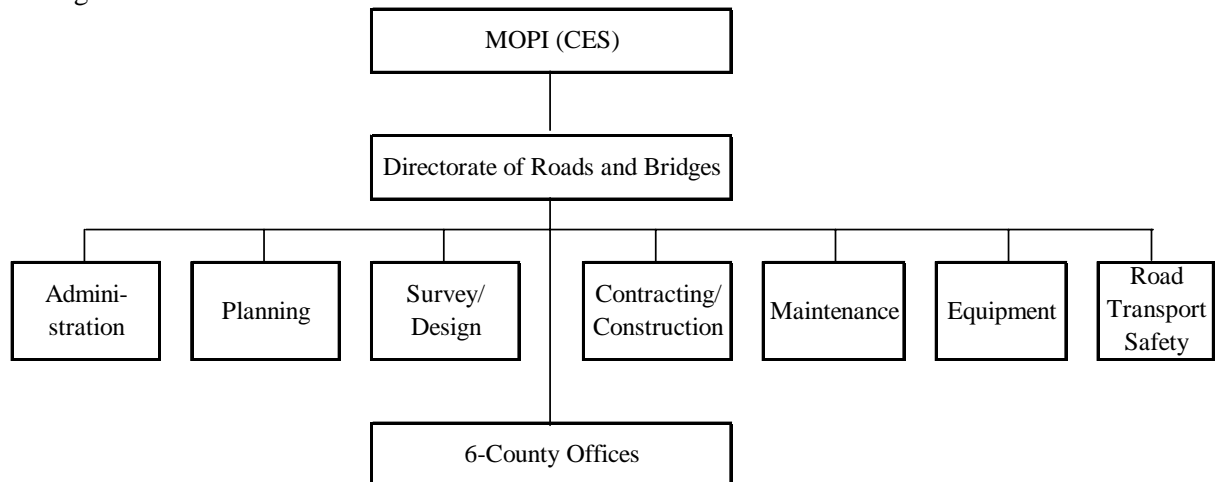 MOPI (CES)
Directorate of Roads and Bridges
Admini-
stration
Planning
Survey/
Design
Contracting/
Construction
Maintenance
Equipment
Road
Transport
Safety
6-County Offices